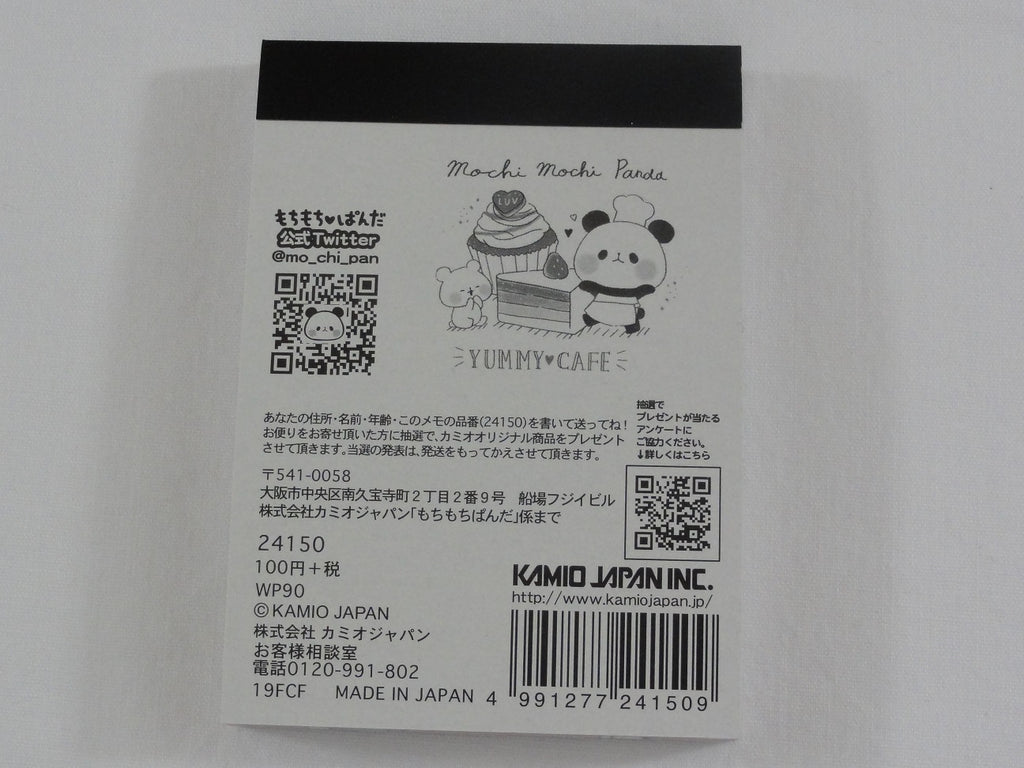 Mochi Mochi Panda
LUV
もちもち♥ぱんだ
公式Twitter
@mo_chi_pan
YUMMY♥CAFE
あなたの住所・名前・年齢・このメモの品番(24150)を書いて送ってね!
お便りをお寄せ頂いた方に抽選で、カミオオリジナル商品をプレゼント
させて頂きます。当選の発表は、発送をもってかえさせて頂きます。
抽選で
プレゼントが当たる
アンケートに
ご協力ください。
↓詳しくはこちら
〒541-0058
大阪市中央区南久宝寺町2丁目2番9号 船場フジイビル
株式会社カミオジャパン「もちもちぱんだ」係まで
24150
100円+税
WP90
©KAMIO JAPAN
株式会社 カミオジャパン
お客様相談室
電話0120-991-802
19FCF MADE IN JAPAN
KAMIO JAPAN INC.
http://www.kamiojapan.jp/
4 991277 241509